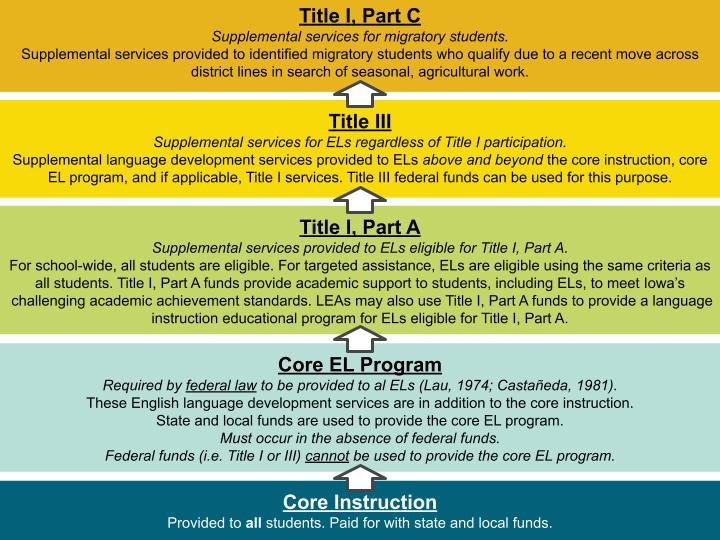 Title I, Part C
Supplemental services for migratory students.
Supplemental services provided to identified migratory students who qualify due to a recent move across
district lines in search of seasonal, agricultural work.
Title III
Supplemental services for ELs regardless of Title I participation.
Supplemental language development services provided to ELs above and beyond the core instruction, core
EL program, and if applicable, Title I services. Title III federal funds can be used for this purpose.
Title I, Part A
Supplemental services provided to ELs eligible for Title I, Part A.
For school-wide, all students are eligible. For targeted assistance, ELs are eligible using the same criteria as
all students. Title I, Part A funds provide academic support to students, including ELs, to meet Iowa's
challenging academic achievement standards. LEAs may also use Title I, Part A funds to provide a language
instruction educational program for ELs eligible for Title I, Part A.
Core EL Program
Required by federal law to be provided to al ELs (Lau, 1974; Castañeda, 1981).
These English language development services are in addition to the core instruction.
State and local funds are used to provide the core EL program.
Must occur in the absence of federal funds.
Federal funds (i.e. Title I or III) cannot be used to provide the core EL program.
Core Instruction
Provided to all students. Paid for with state and local funds.